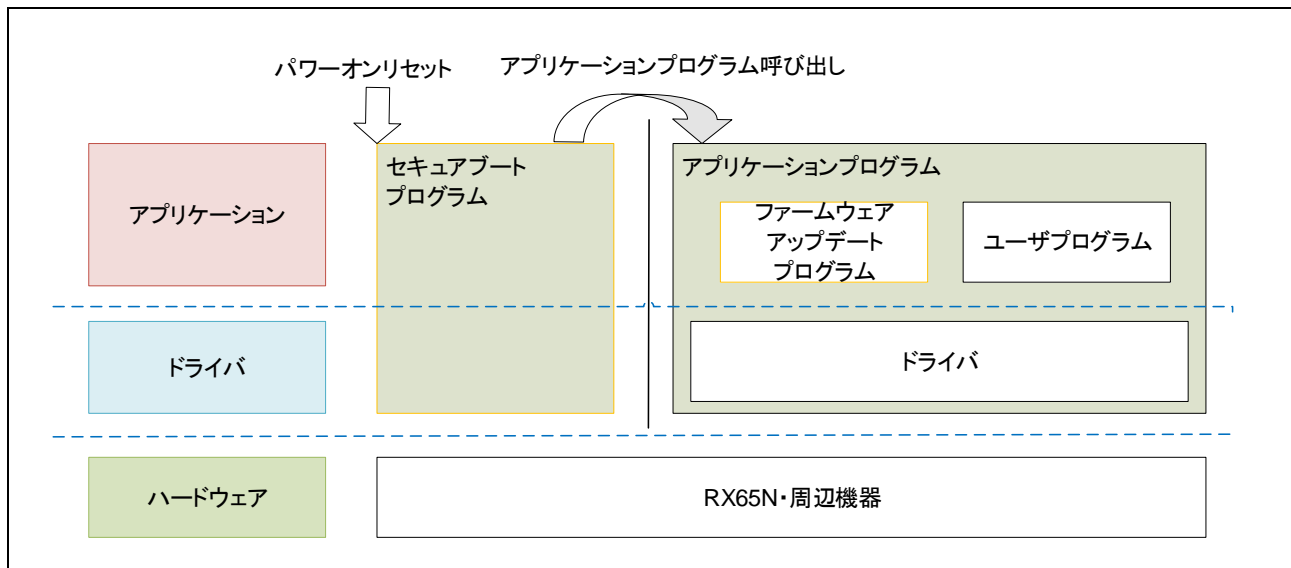 パワーオンリセット
アプリケーションプログラム呼び出し
アプリケーション
セキュアブート
プログラム
アプリケーションプログラム
ファームウェア
アップデート
プログラム
ユーザプログラム
ドライバ
ドライバ
ハードウェア
RX65N・周辺機器